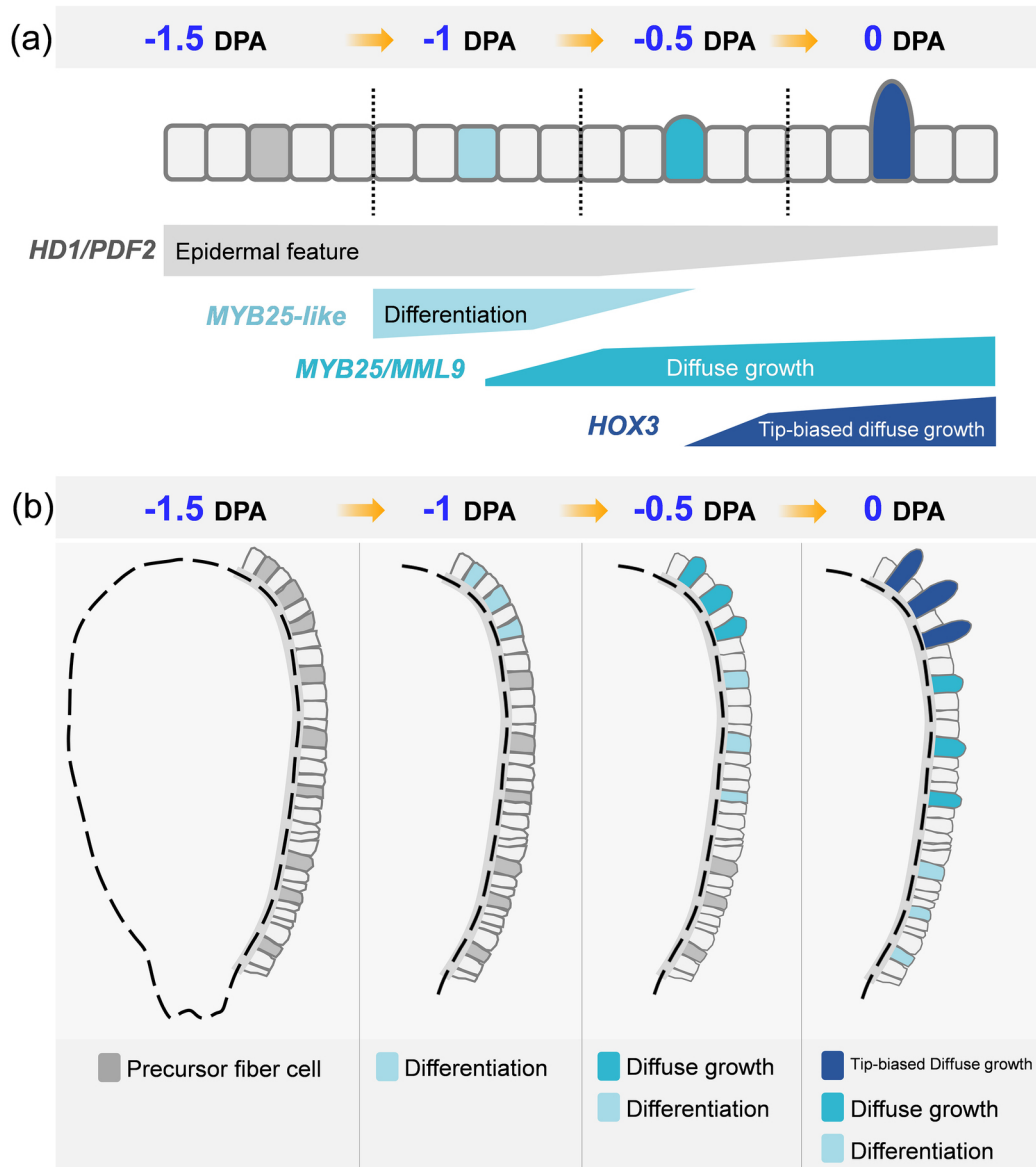 (a)
-1.5 DPA -1 DPA -0.5 DPA 0 DPA
HD1/PDF2 Epidermal feature
MYB25-like Differentiation
MYB25/MML9 Diffuse growth
HOX3 Tip-biased diffuse growth
(b)
-1.5 DPA -1 DPA -0.5 DPA 0 DPA
Precursor fiber cell
Differentiation
Diffuse growth
Differentiation
Tip-biased Diffuse growth
Diffuse growth
Differentiation